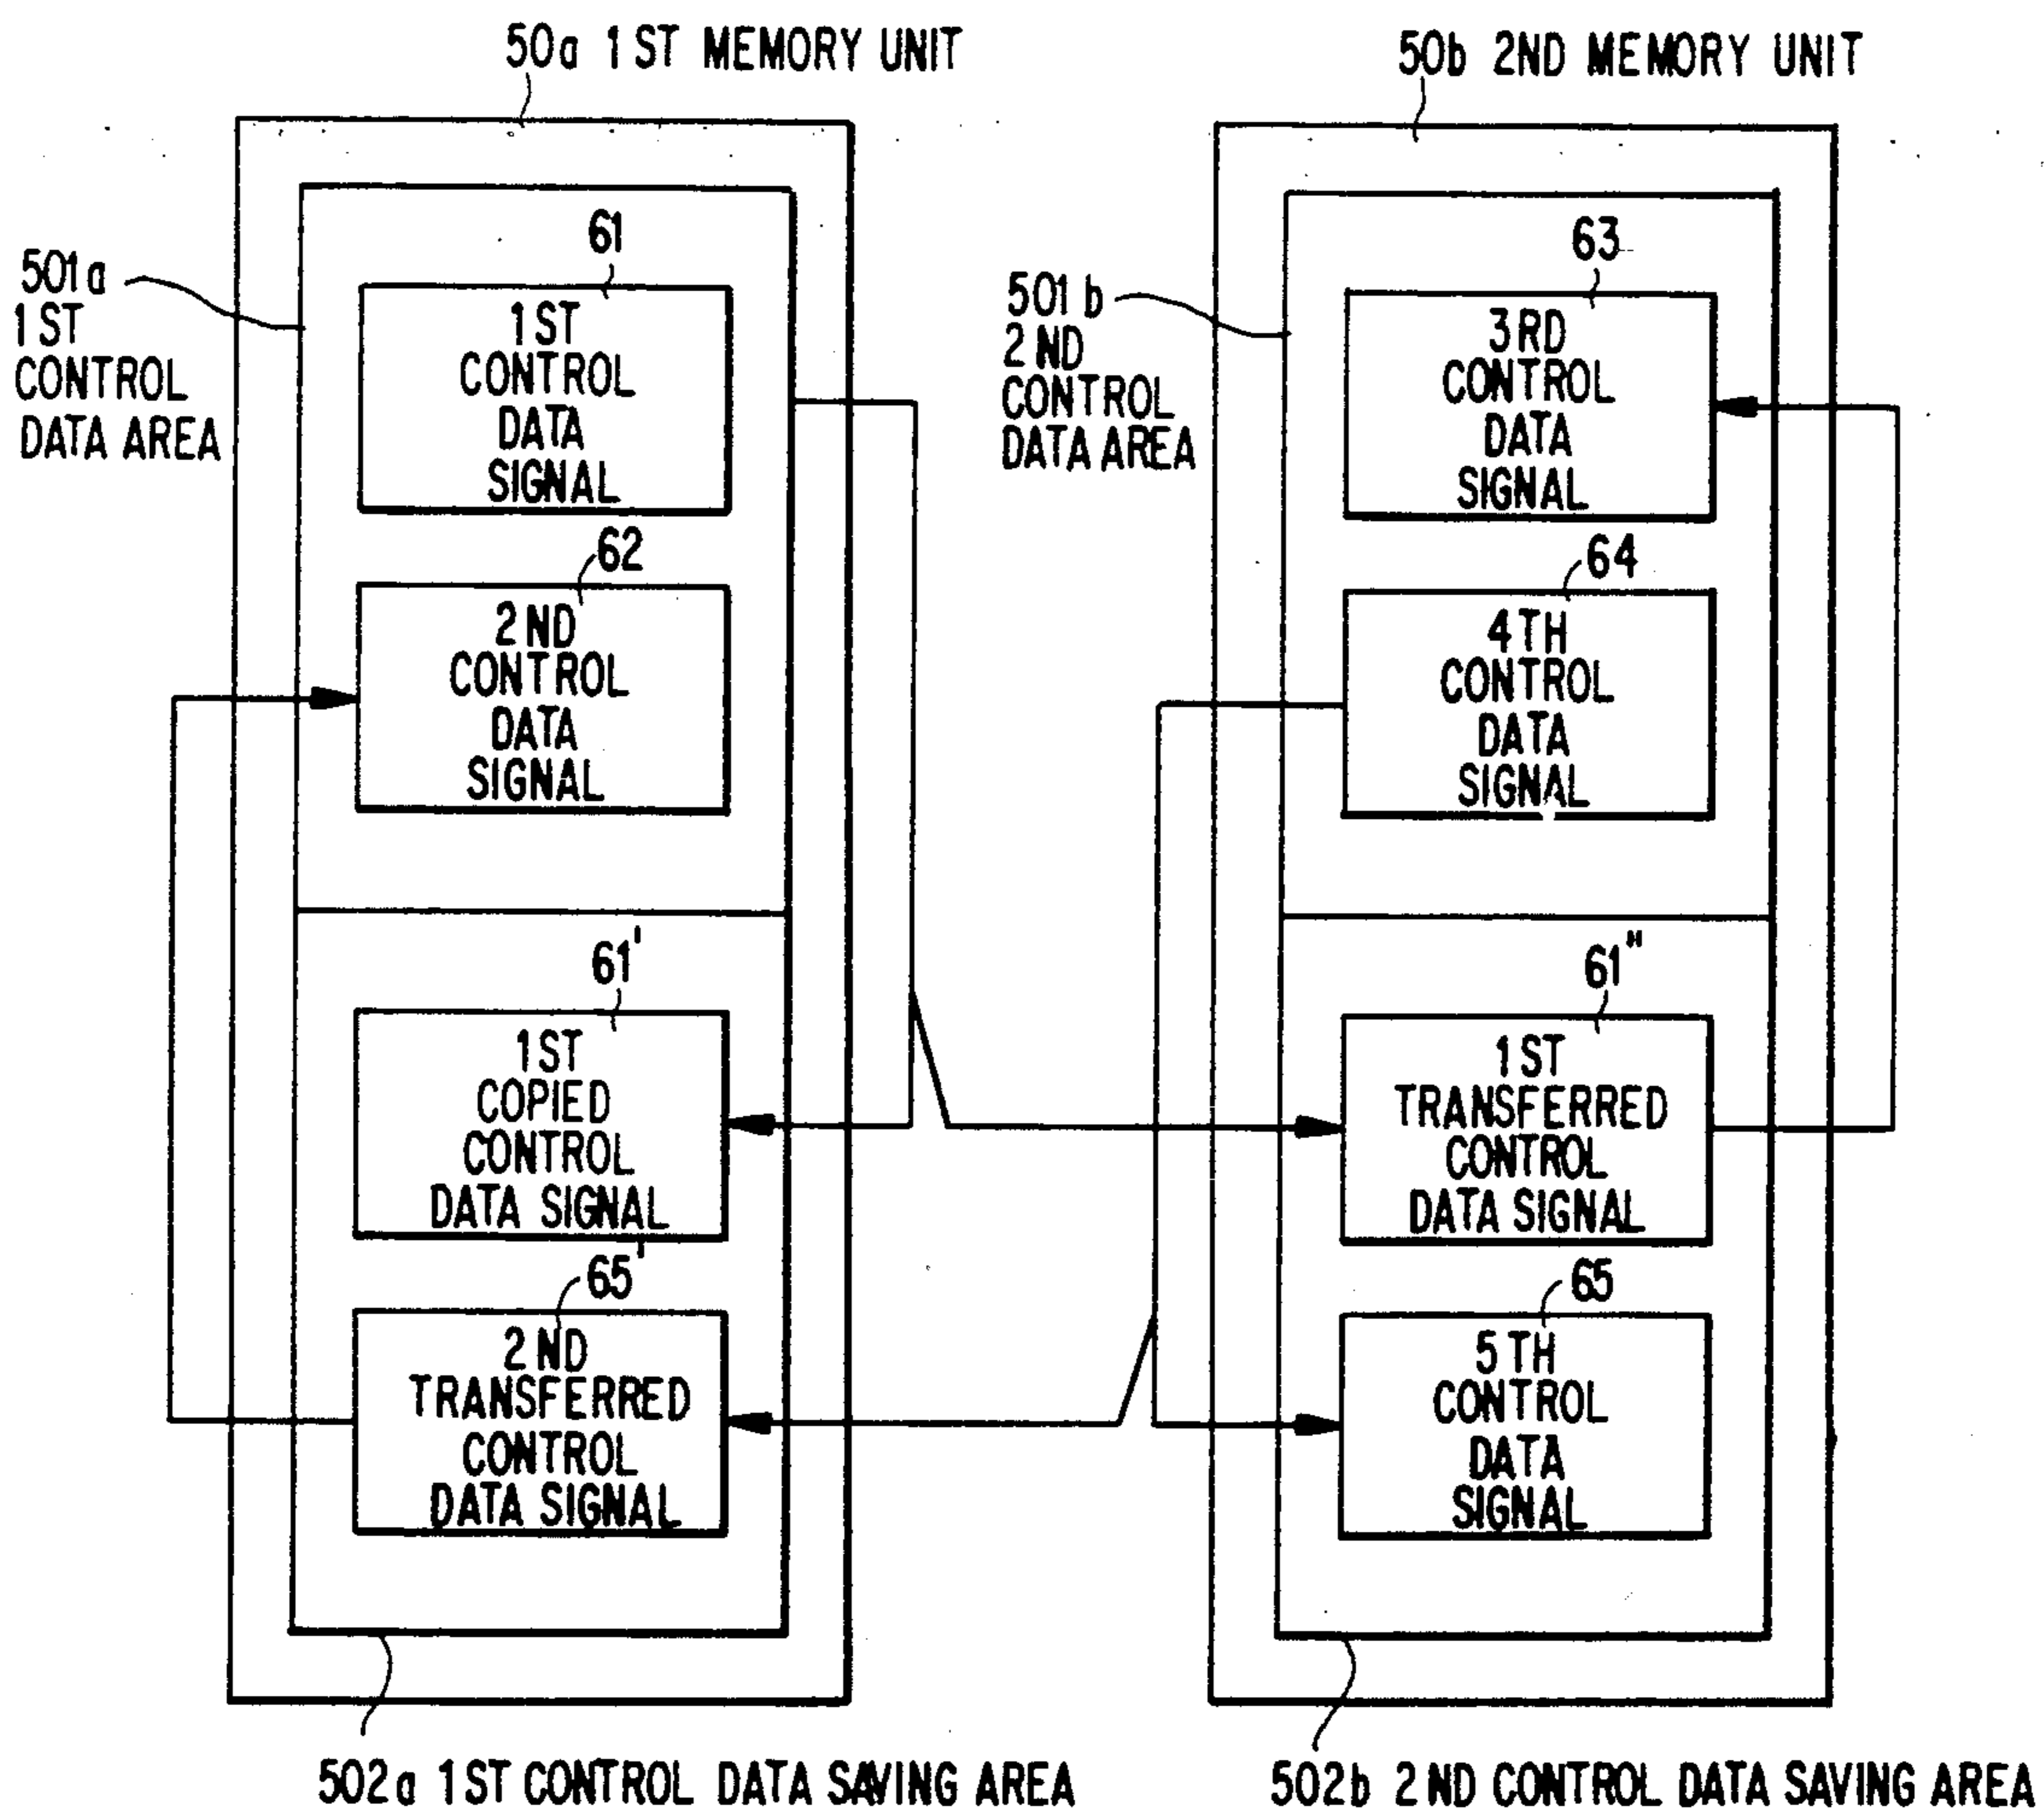 50a 1ST MEMORY UNIT
50b 2ND MEMORY UNIT
501a
1ST
CONTROL
DATA AREA
61
1ST
CONTROL
DATA
SIGNAL
62
2ND
CONTROL
DATA
SIGNAL
61'
1ST
COPIED
CONTROL
DATA SIGNAL
65'
2ND
TRANSFERRED
CONTROL
DATA SIGNAL
502a 1ST CONTROL DATA SAVING AREA
501b
2ND
CONTROL
DATA AREA
63
3RD
CONTROL
DATA
SIGNAL
64
4TH
CONTROL
DATA
SIGNAL
61"
1ST
TRANSFERRED
CONTROL
DATA SIGNAL
65
5TH
CONTROL
DATA
SIGNAL
502b 2ND CONTROL DATA SAVING AREA